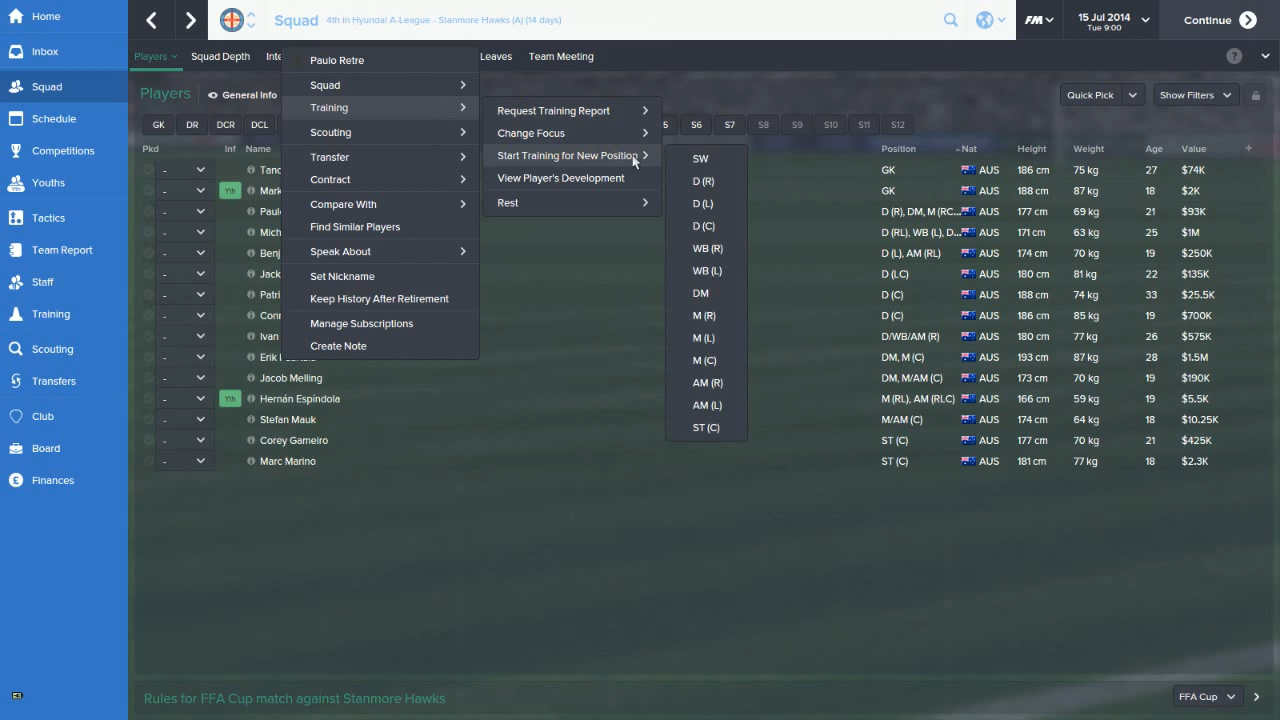 Home
Inbox
Squad
Schedule
Competitions
Youths
Tactics
Team Report
Staff
Training
Scouting
Transfers
Club
Board
Finances
Squad 4th in Hyundai A-League - Stanmore Hawks (A) (14 days)
FM
15 Jul 2014
Tue 9:00
Continue
Players Squad Depth Leaves Team Meeting
Players General Info Quick Pick Show Filters
GK DR DCR DCL S6 S7 S8 S9 S10 S11 S12
Pkd Inf Name Position Nat Height Weight Age Value
- GK AUS 186 cm 75 kg 27 $74K
- Yth Mark GK AUS 188 cm 87 kg 18 $2K
- D (R), DM, M (RC... AUS 177 cm 69 kg 21 $93K
- D (RL), WB (L), D... AUS 171 cm 63 kg 25 $1M
- D (L), AM (RL) AUS 174 cm 70 kg 19 $250K
- Jack D (LC) AUS 180 cm 81 kg 22 $135K
- D (C) AUS 188 cm 74 kg 33 $25.5K
- D (C) AUS 186 cm 85 kg 19 $700K
- Ivan D/WB/AM (R) AUS 180 cm 77 kg 26 $575K
- Erik DM, M (C) AUS 193 cm 87 kg 28 $1.5M
- Jacob Melling DM, M/AM (C) AUS 173 cm 70 kg 19 $190K
- Yth Hernán Espíndola M (RL), AM (RLC) AUS 166 cm 59 kg 19 $5.5K
- Stefan Mauk M/AM (C) AUS 174 cm 64 kg 18 $10.25K
- Corey Gameiro ST (C) AUS 177 cm 70 kg 21 $425K
- Marc Marino ST (C) AUS 181 cm 77 kg 18 $2.3K
Paulo Retre
Squad
Training
Scouting
Transfer
Contract
Compare With
Find Similar Players
Speak About
Set Nickname
Keep History After Retirement
Manage Subscriptions
Create Note
Request Training Report
Change Focus
Start Training for New Position
View Player's Development
Rest
SW
D (R)
D (L)
D (C)
WB (R)
WB (L)
DM
M (R)
M (L)
M (C)
AM (R)
AM (L)
ST (C)
Rules for FFA Cup match against Stanmore Hawks
FFA Cup